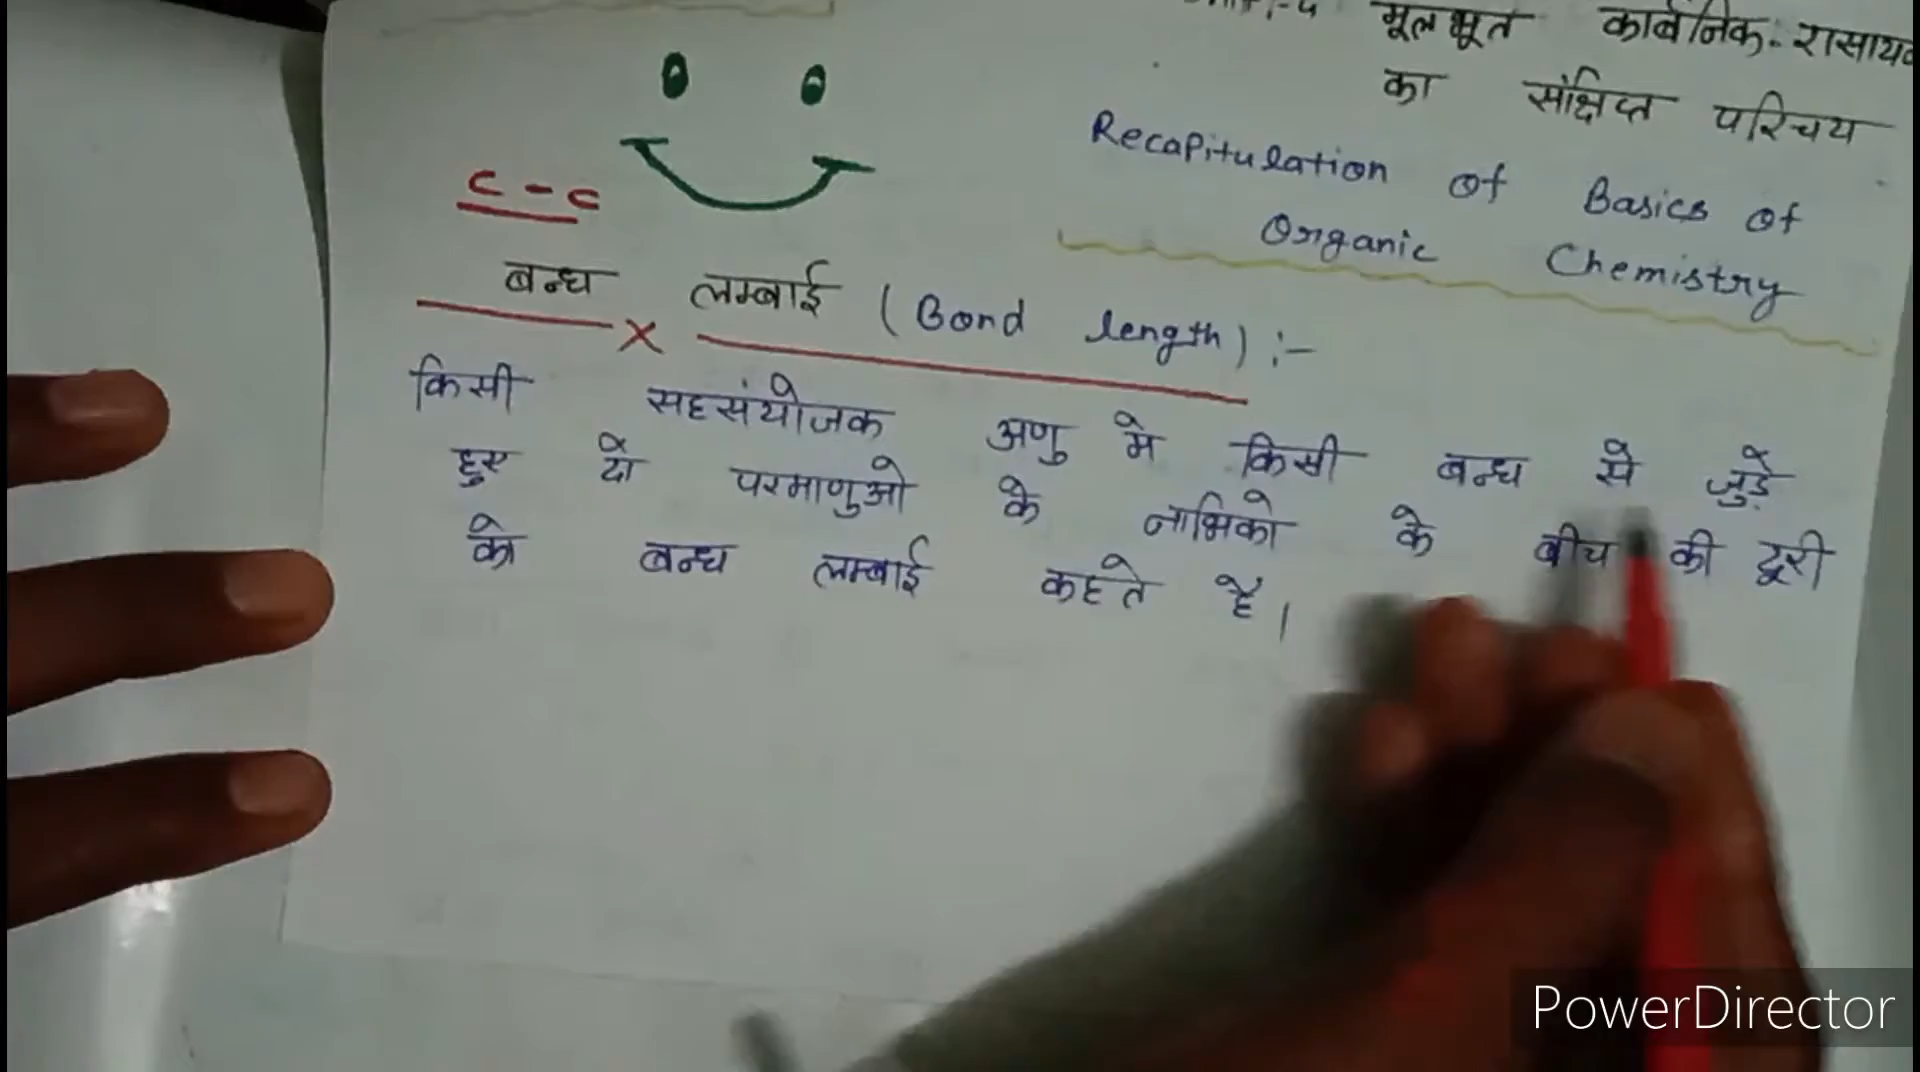 मूलभूत कार्बनिक-रसाय
का संक्षिप्त परिचय
Recapitulation of Basics of
Organic Chemistry
C-C
बन्ध लम्बाई (Bond length) :-
किसी सहसंयोजक अणु मे किसी बन्ध से जुड़े
हुए दो परमाणुओ के नाभिको के बीच की दूरी
को बन्ध लम्बाई कहते है।
PowerDirector